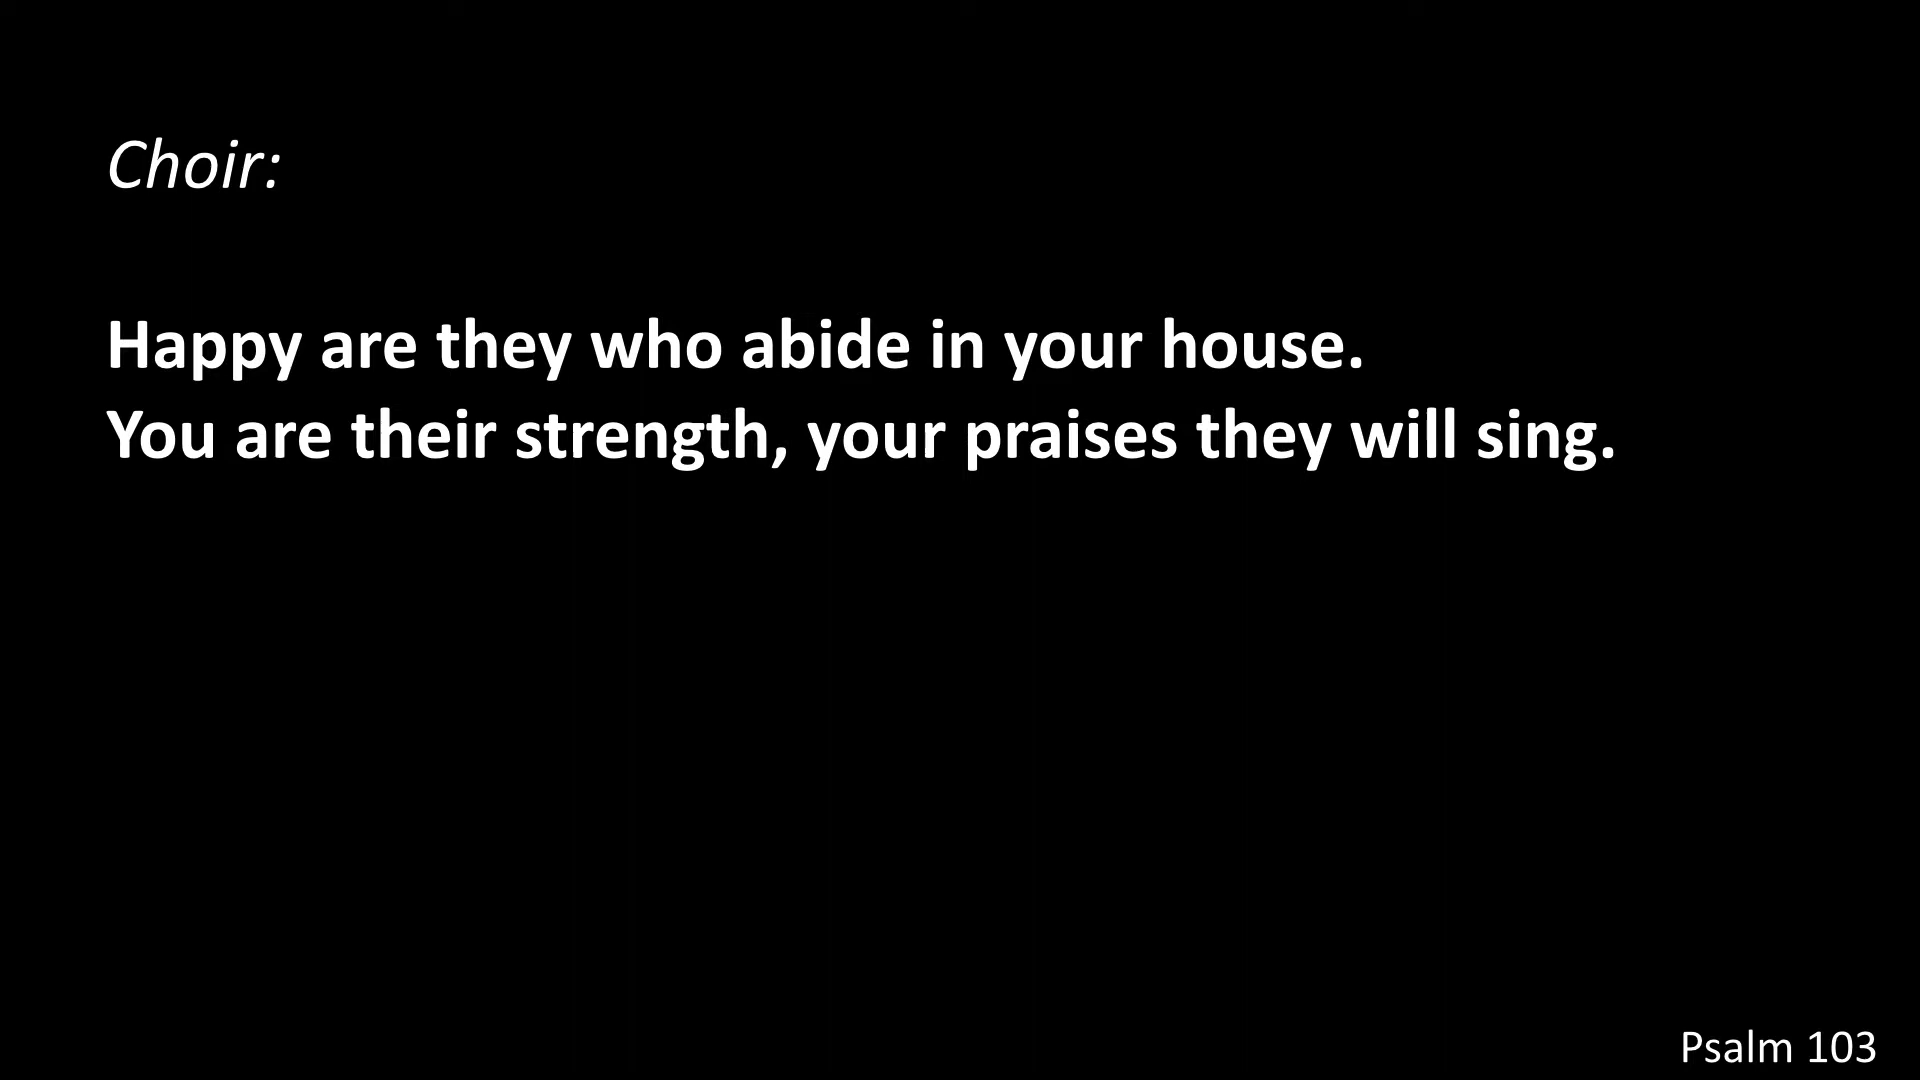 Choir:
Happy are they who abide in your house.
You are their strength, your praises they will sing.
Psalm 103